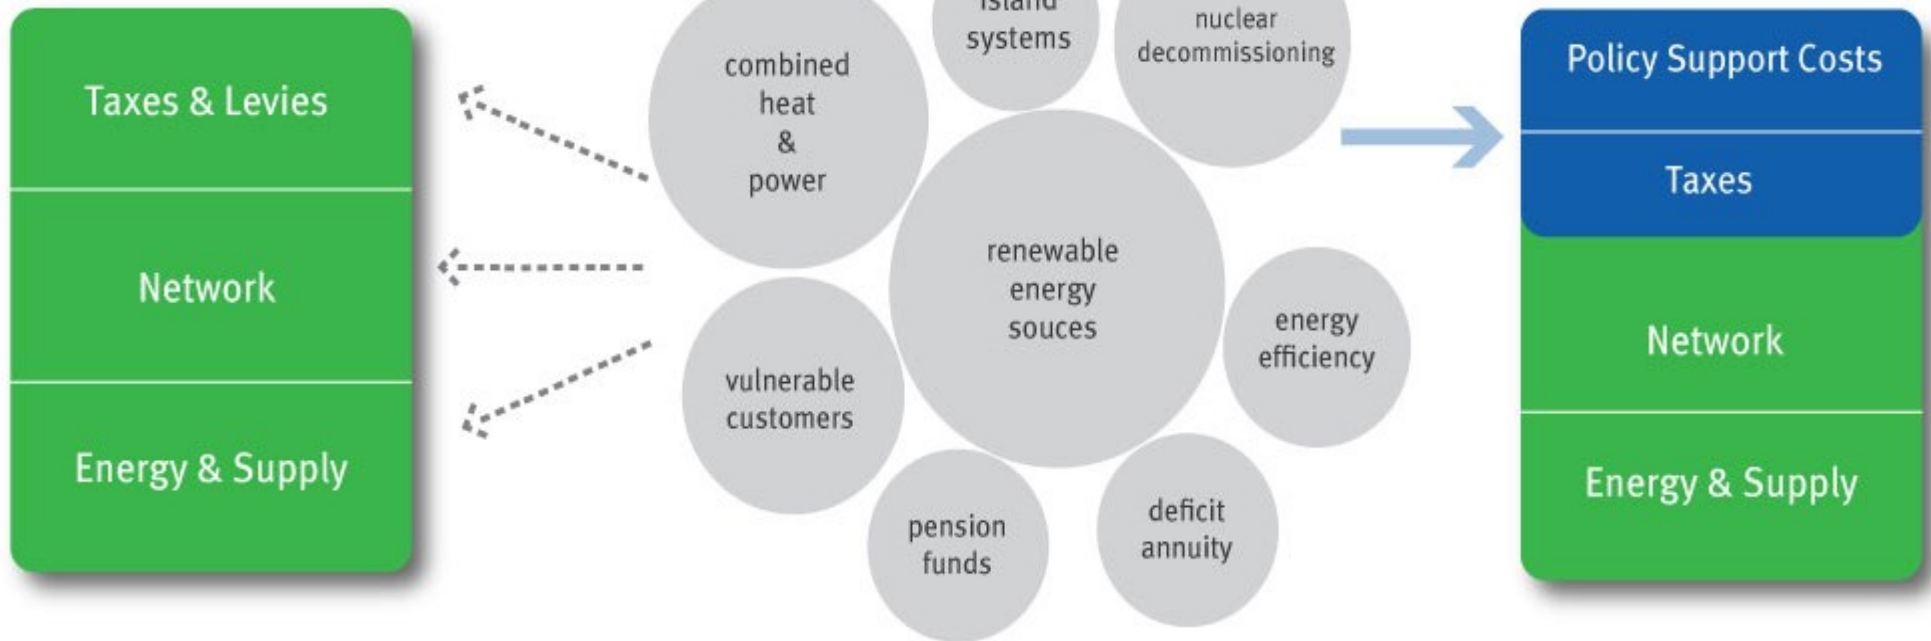 Taxes & Levies
Network
Energy & Supply
combined
heat
&
power
island
systems
nuclear
decommissioning
renewable
energy
souces
energy
efficiency
vulnerable
customers
pension
funds
deficit
annuity
Policy Support Costs
Taxes
Network
Energy & Supply